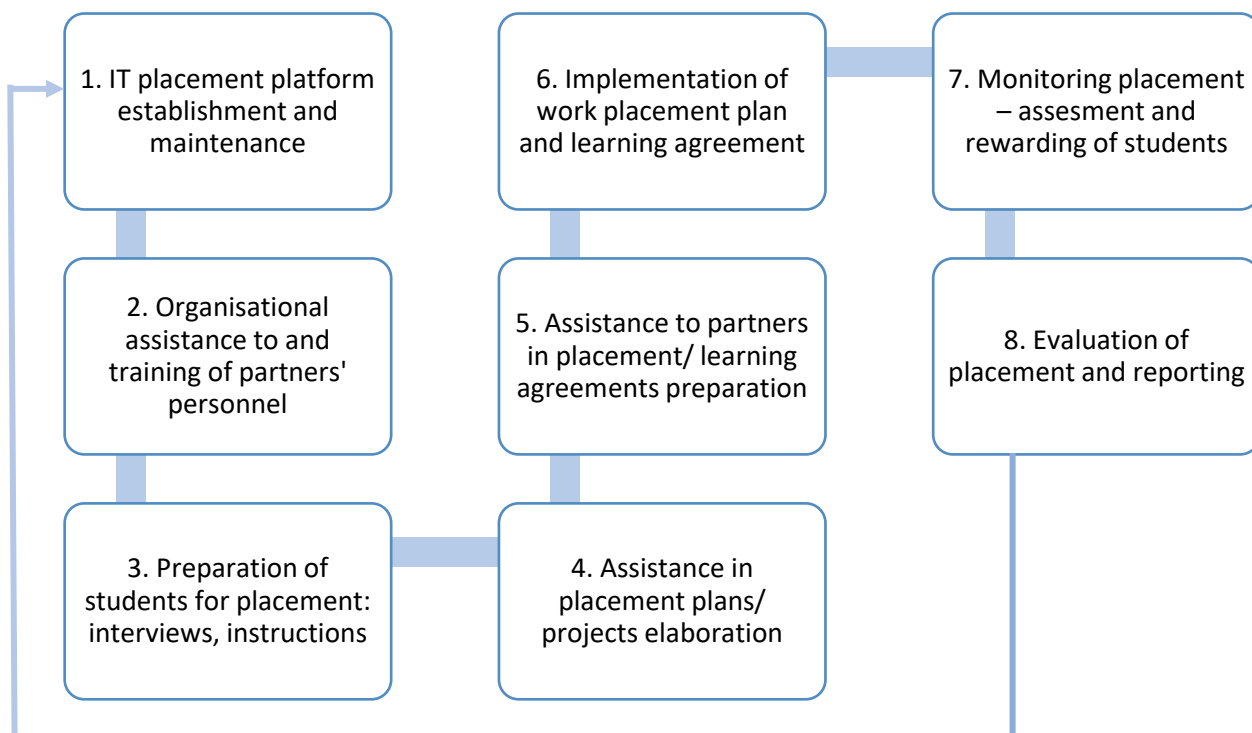 1. IT placement platform
establishment and
maintenance
2. Organisational
assistance to and
training of partners'
personnel
3. Preparation of
students for placement:
interviews, instructions
4. Assistance in
placement plans/
projects elaboration
5. Assistance to partners
in placement/ learning
agreements preparation
6. Implementation of
work placement plan
and learning agreement
7. Monitoring placement
– assesment and
rewarding of students
8. Evaluation of
placement and reporting